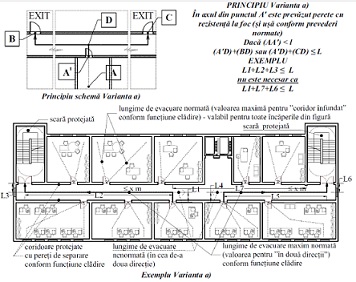 EXIT
EXIT
B
D
C
A'
A
Principiu schemă Varianta a)
PRINCIPIU Varianta a)
În axul din punctul A' este prevăzut perete cu
rezistență la foc (și uși conform prevederi
normate)
Dacă (AA') < l
(A'D)+(BD) sau (A'D)+(CD) ≤ L
EXEMPLU
L1+L2+L3 ≤ L
nu este necesar ca
L1+L7+L6 ≤ L
lungime de evacuare normată (valoarea maximă pentru "coridor înfundat"
conform funcțiune clădire) - valabil pentru toate încăperile din figură
scară protejată
scară protejată
L6
L3
≤ x m
L1
L4
≤ x m
L5
coridoare protejate
cu pereți de separare
conform funcțiune clădire
lungime de evacuare
nenormată (în cea de-a
doua direcție)
lungime de evacuare maxim normată
(valoarea pentru "în două direcții")
conform funcțiune clădire
Exemplu Varianta a)